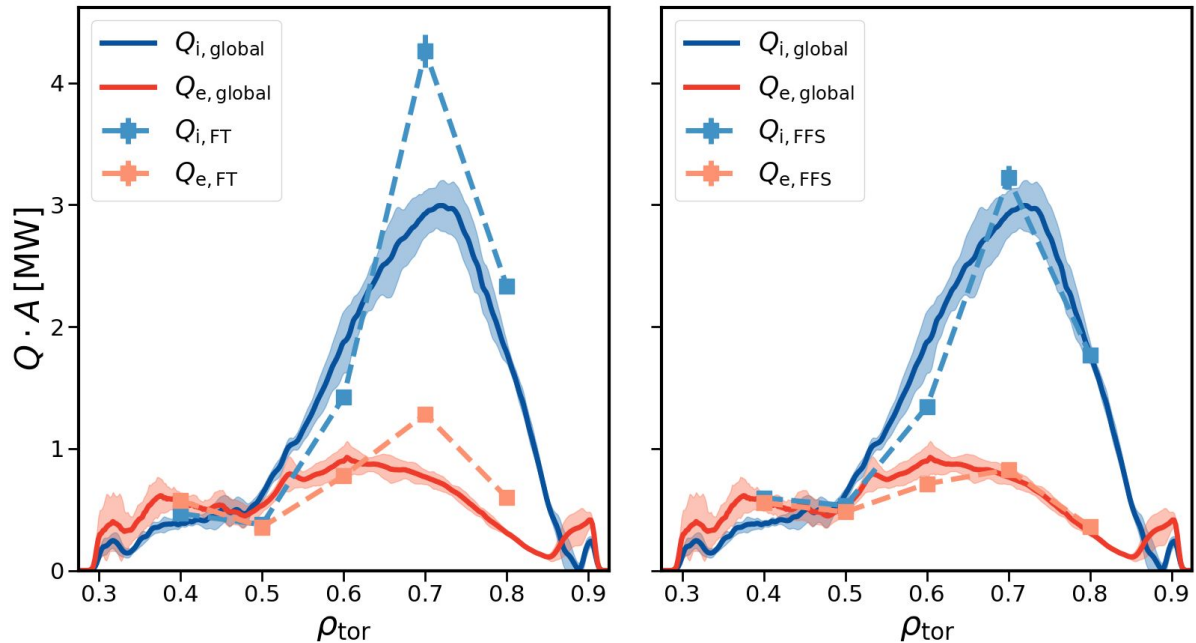 Q · A [MW]
4
3
2
1
0
Q_i, global
Q_e, global
Q_i, FT
Q_e, FT
0.3 0.4 0.5 0.6 0.7 0.8 0.9
ρ_tor
Q_i, global
Q_e, global
Q_i, FFS
Q_e, FFS
0.3 0.4 0.5 0.6 0.7 0.8 0.9
ρ_tor